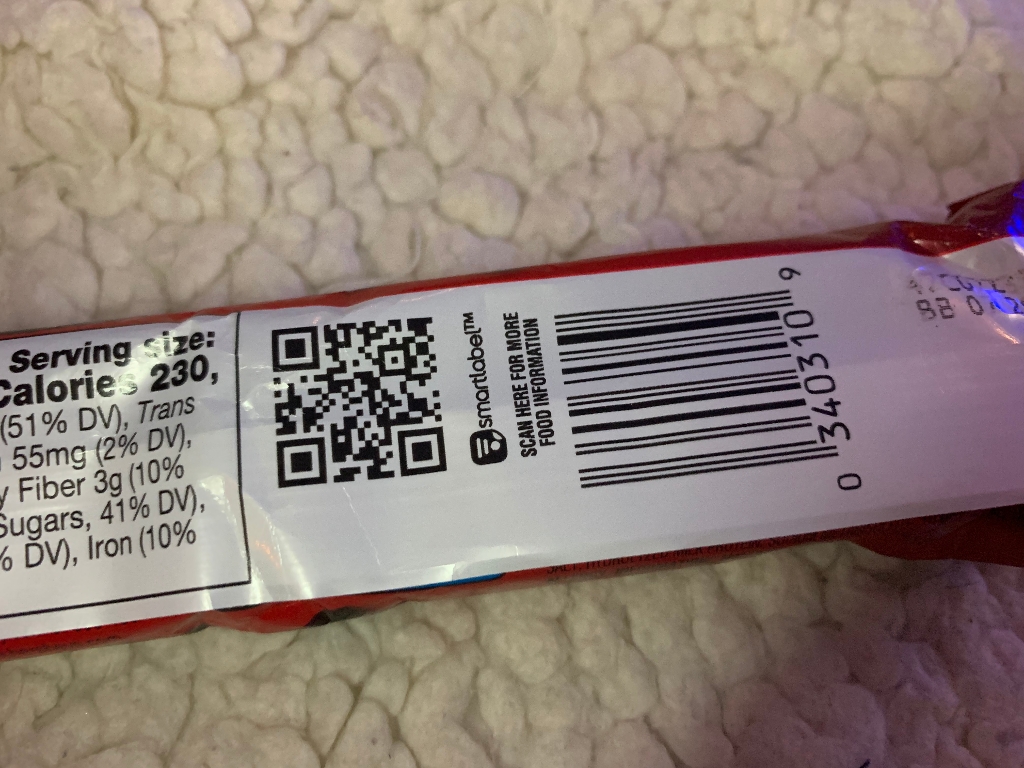 Serving size:
Calories 230,
(51% DV), Trans
55mg (2% DV),
y Fiber 3g (10%
Sugars, 41% DV),
% DV), Iron (10%
smartlabel™
SCAN HERE FOR MORE
FOOD INFORMATION
0 340310 9
BB